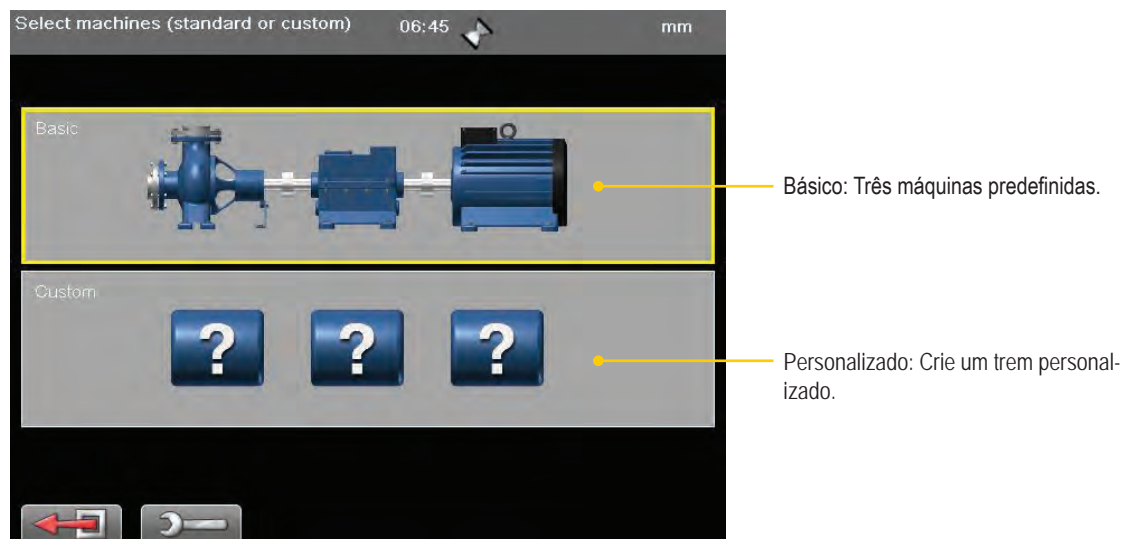 Select machines (standard or custom) 06:45 mm
Basic
Básico: Três máquinas predefinidas.
Custom
? ? ?
Personalizado: Crie um trem personal-
izado.